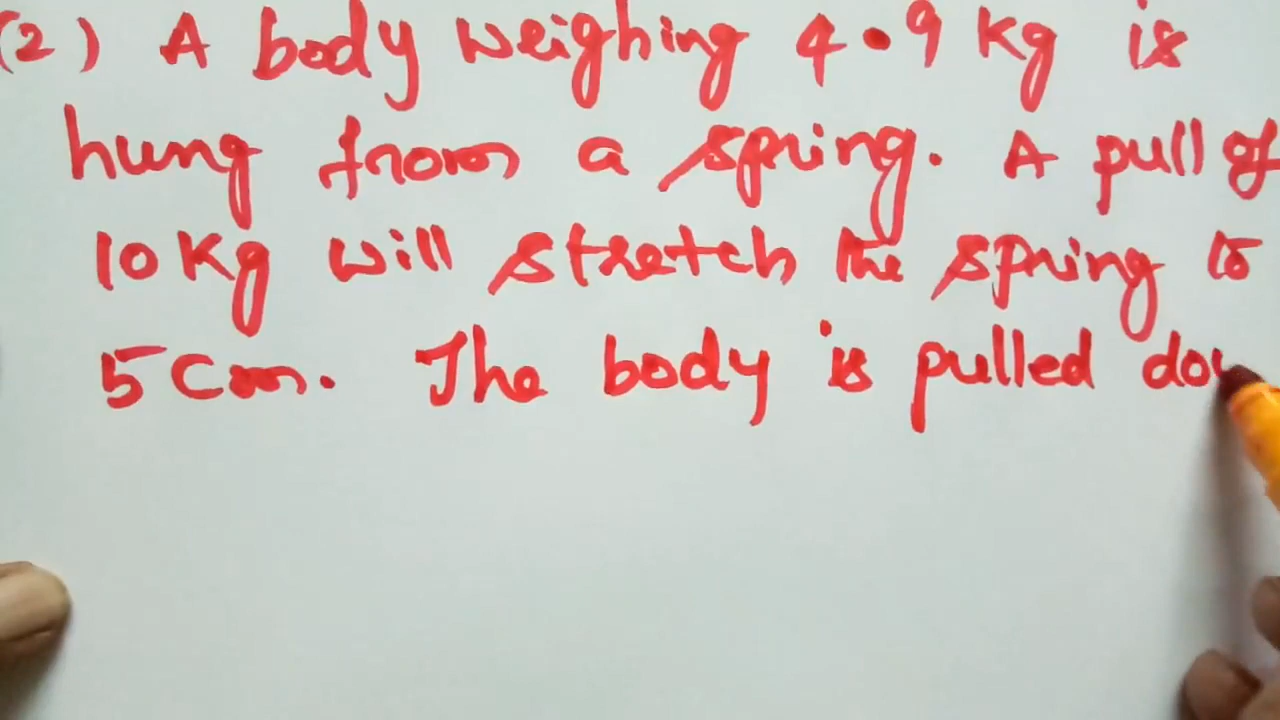 (2) A body weighing 4.9 kg is
hung from a spring. A pull of
10 kg will stretch the spring to
5 cm. The body is pulled